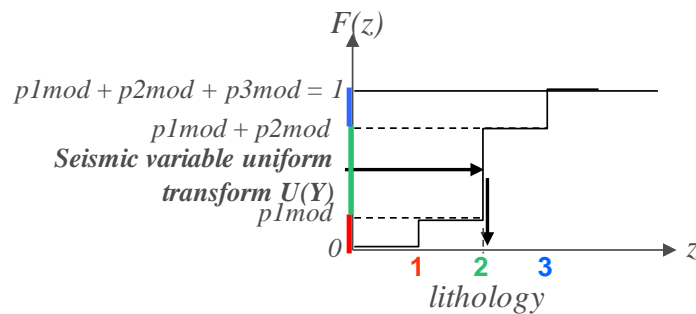 F(z)
p1mod + p2mod + p3mod = 1
p1mod + p2mod
Seismic variable uniform
transform U(Y)
p1mod
0
1 2 3
z
lithology